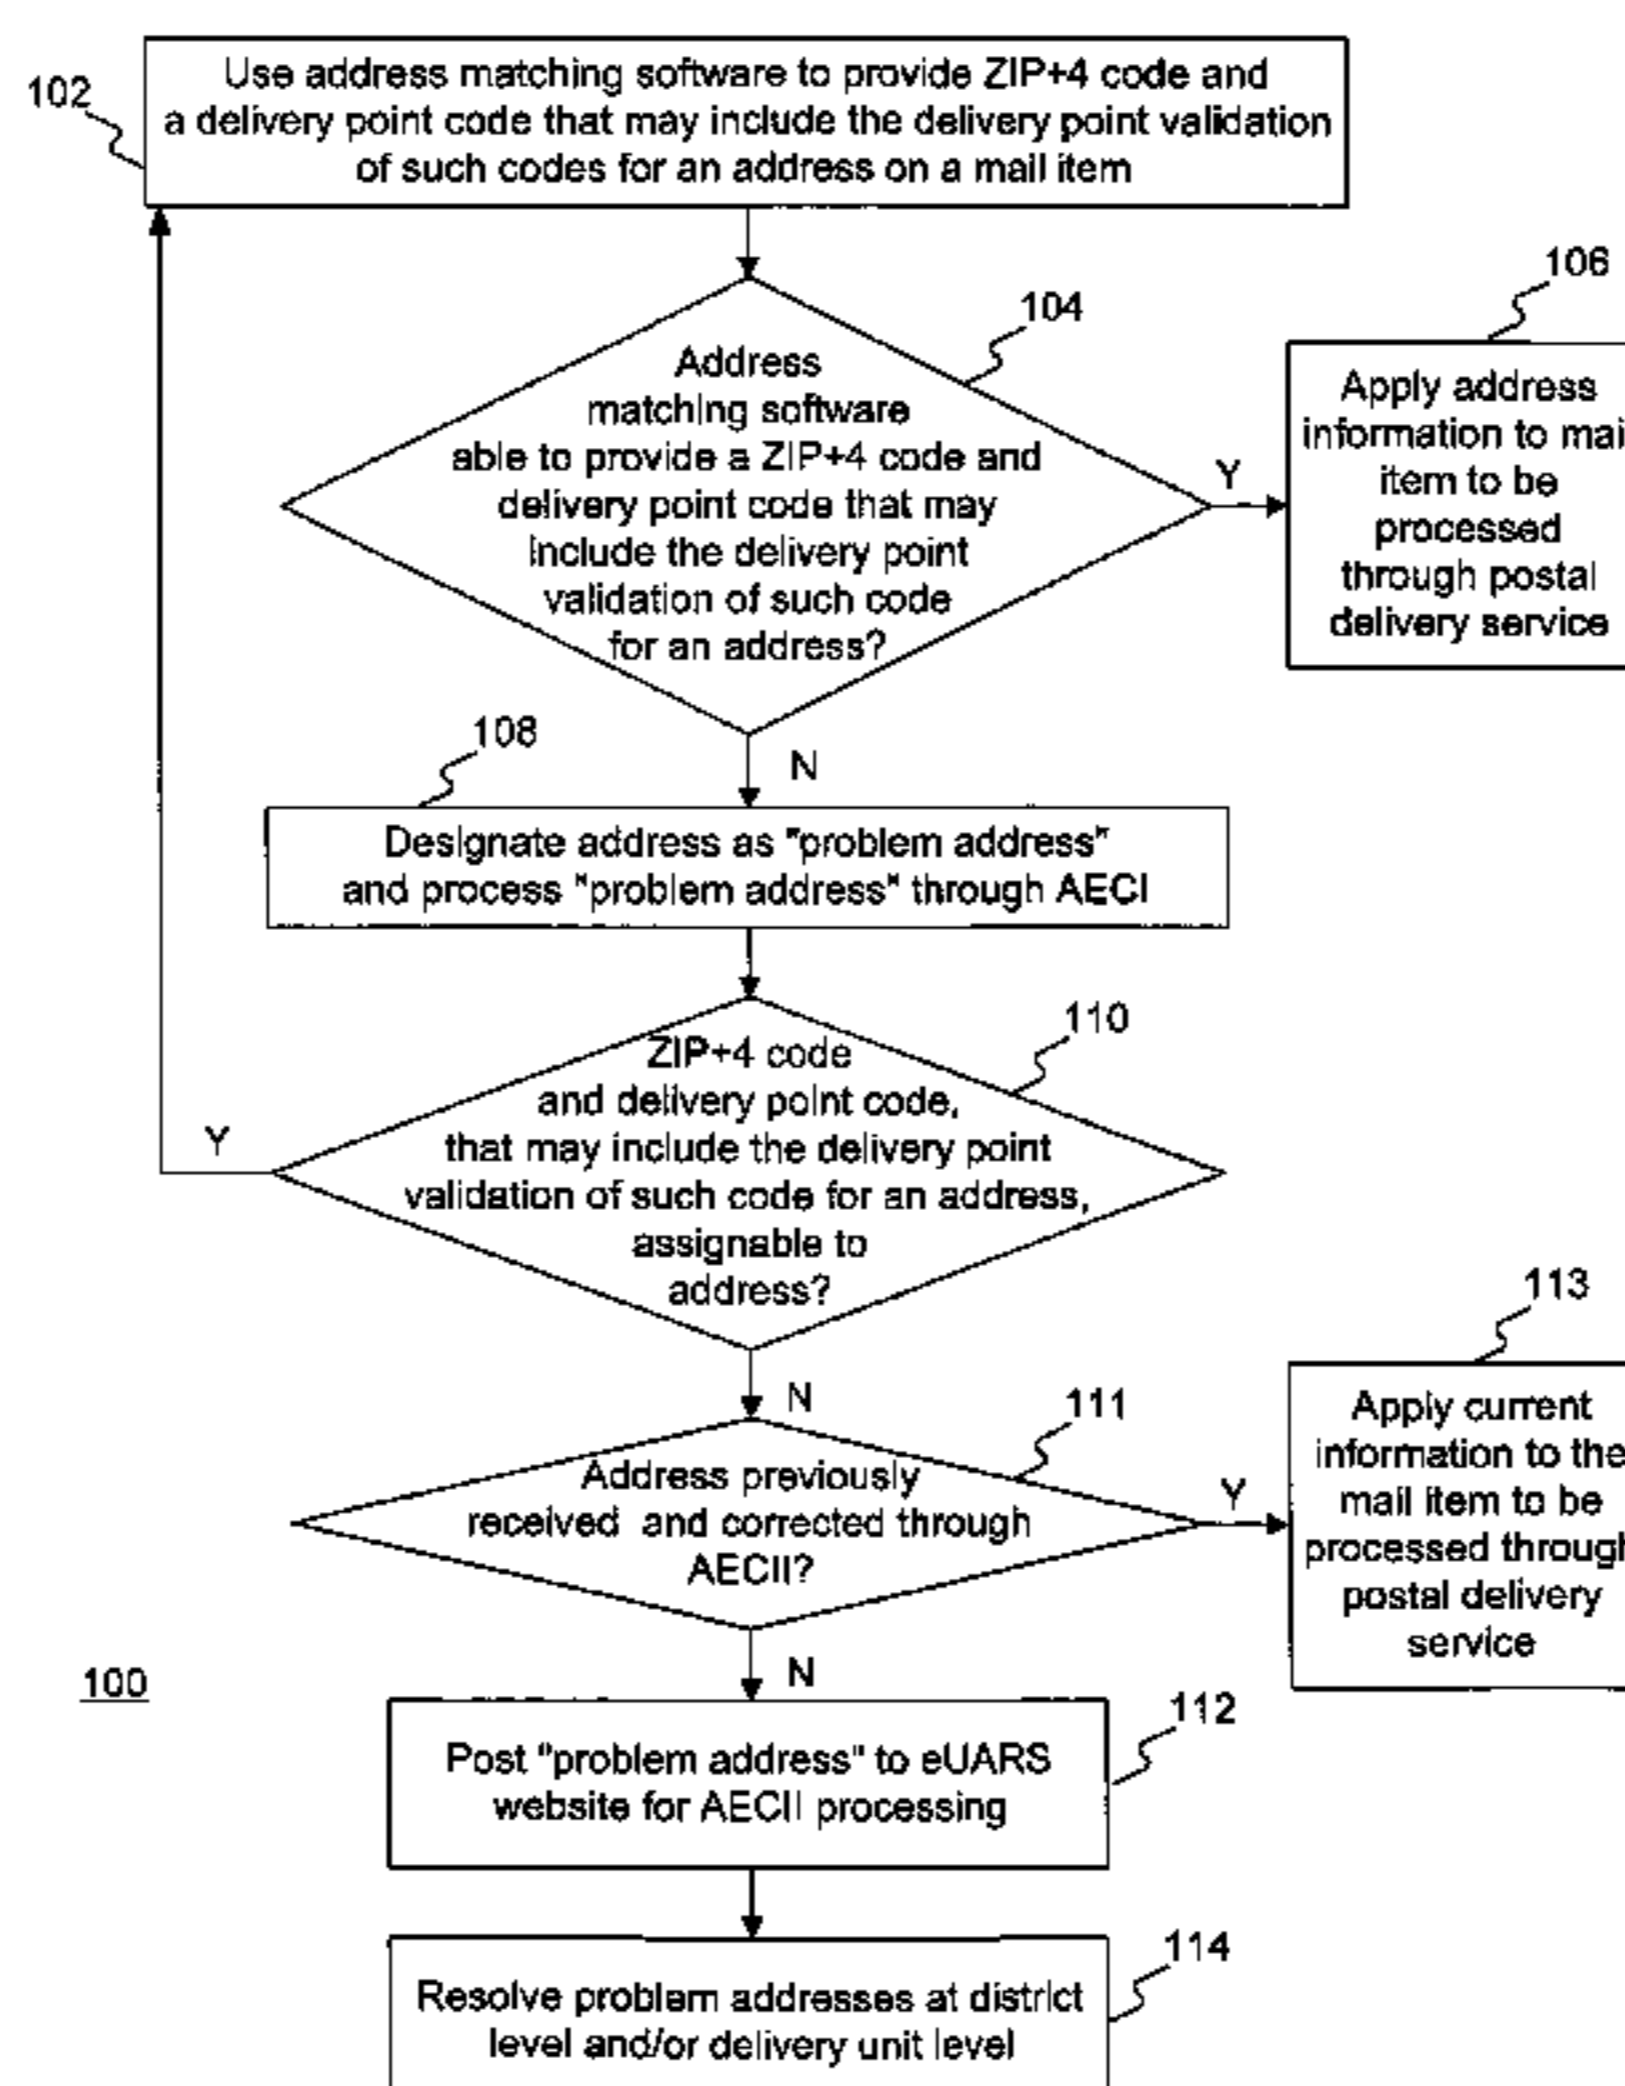 102
Use address matching software to provide ZIP+4 code and
a delivery point code that may include the delivery point validation
of such codes for an address on a mail item
104
Address
matching software
able to provide a ZIP+4 code and
delivery point code that may
include the delivery point
validation of such code
for an address?
Y
106
Apply address
information to mail
item to be
processed
through postal
delivery service
N
108
Designate address as "problem address"
and process "problem address" through AECI
110
ZIP+4 code
and delivery point code,
that may include the delivery point
validation of such code for an address,
assignable to
address?
Y
N
111
Address previously
received and corrected through
AECII?
Y
113
Apply current
information to the
mail item to be
processed through
postal delivery
service
N
100
112
Post "problem address" to eUARS
website for AECII processing
114
Resolve problem addresses at district
level and/or delivery unit level